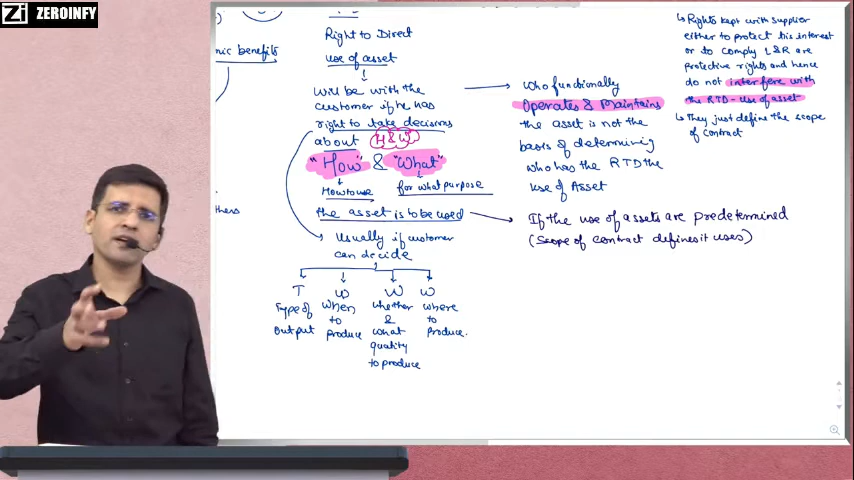 Zi ZEROINFY
nic benefits
thers
Right to Direct
use of asset
will be with the
customer if he has
right to take decisions
about H&W
"How" & "What"
How to use
for what purpose
the asset is to be used
Usually if customer
can decide
T W W W
Type of output
when to produce
whether & what quality to produce
where to produce.
Who functionally
Operates & Maintains
the asset is not the
basis of determining
who has the RTD the
use of Asset
If the use of assets are predetermined
(Scope of contract defines it uses)
Rights kept with supplier
either to protect his interest
or to comply L&R are
protective rights and hence
do not interfere with
the RTD - use of asset
They just define the scope
of contract